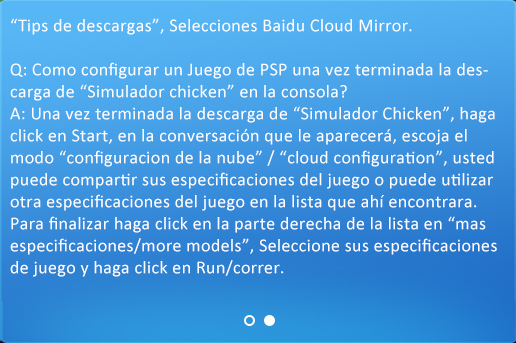 “Tips de descargas”, Selecciones Baidu Cloud Mirror.
Q: Como configurar un Juego de PSP una vez terminada la des-
carga de “Simulador chicken” en la consola?
A: Una vez terminada la descarga de “Simulador Chicken”, haga
click en Start, en la conversación que le aparecerá, escoja el
modo “configuracion de la nube” / “cloud configuration”, usted
puede compartir sus especificaciones del juego o puede utilizar
otra especificaciones del juego en la lista que ahí encontrara.
Para finalizar haga click en la parte derecha de la lista en “mas
especificaciones/more models”, Seleccione sus especificaciones
de juego y haga click en Run/correr.